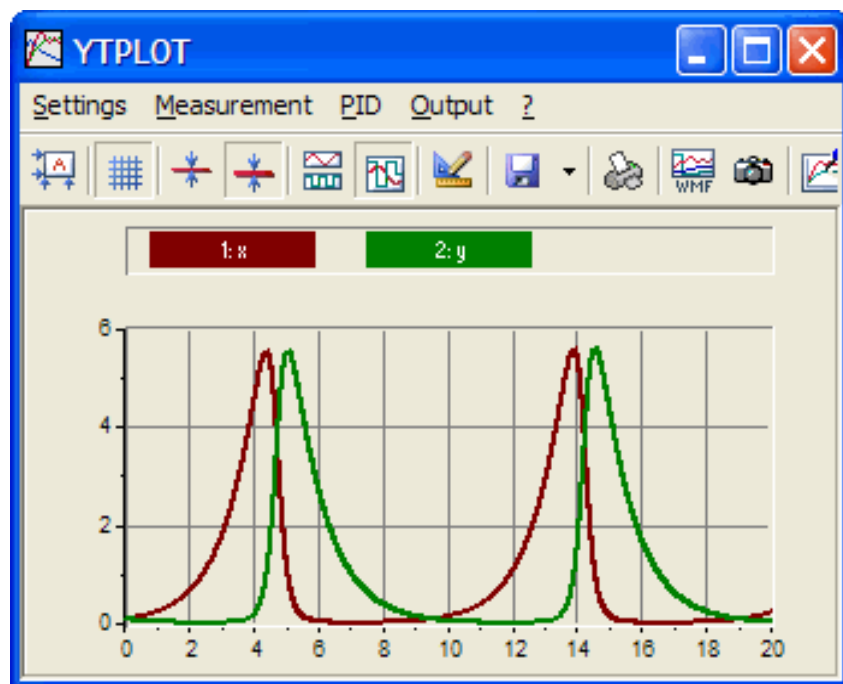 YTPLOT
Settings Measurement PID Output ?
A
WMF
1: x 2: y
6
4
2
0
0 2 4 6 8 10 12 14 16 18 20